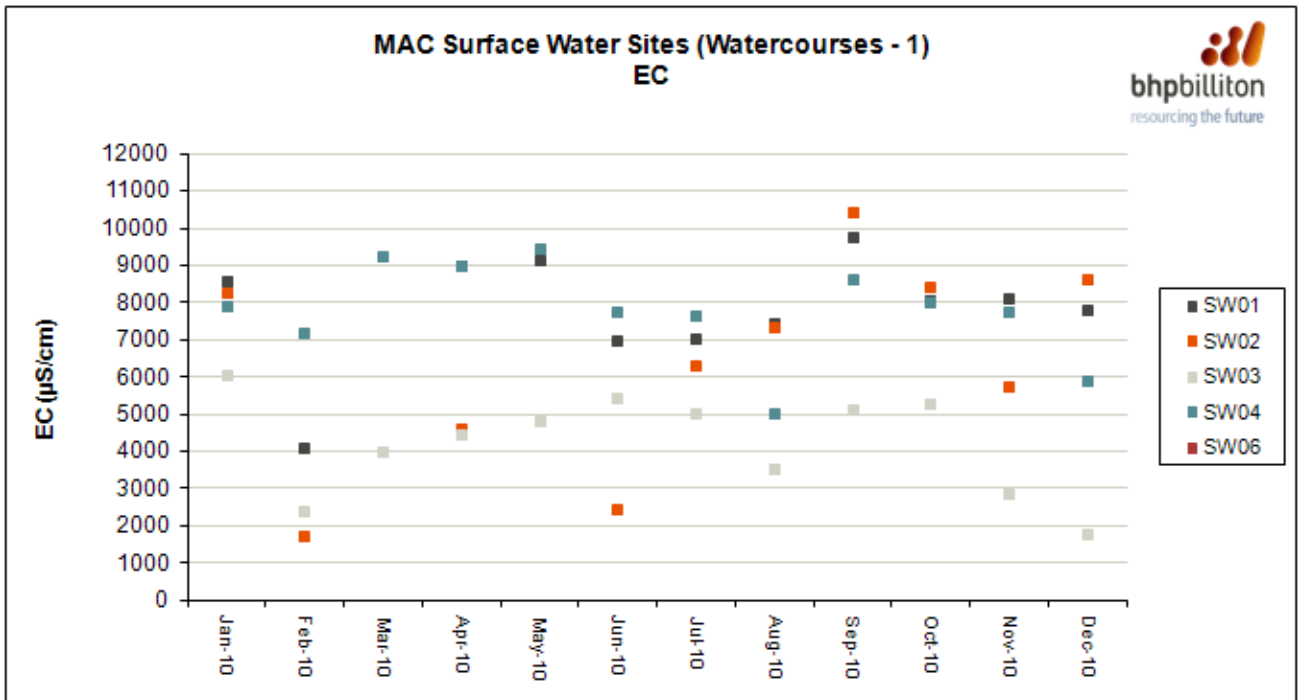 MAC Surface Water Sites (Watercourses - 1)
EC
bhpbilliton
resourcing the future
12000
11000
10000
9000
8000
7000
6000
5000
4000
3000
2000
1000
0
EC (µS/cm)
Jan-10
Feb-10
Mar-10
Apr-10
May-10
Jun-10
Jul-10
Aug-10
Sep-10
Oct-10
Nov-10
Dec-10
SW01
SW02
SW03
SW04
SW06